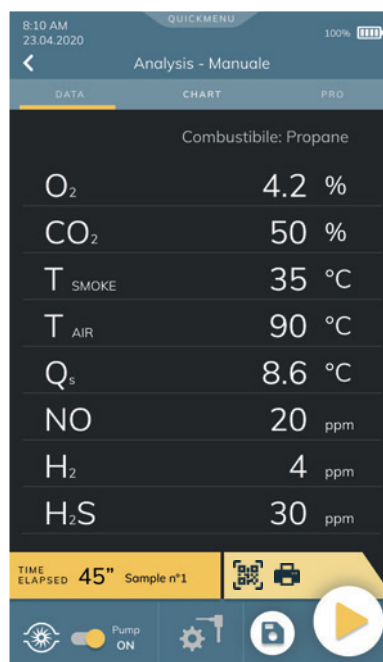 8:10 AM
QUICKMENU
100%
23.04.2020
Analysis - Manuale
DATA CHART PRO
Combustibile: Propane
O₂ 4.2 %
CO₂ 50 %
T SMOKE 35 °C
T AIR 90 °C
Qs 8.6 °C
NO 20 ppm
H₂ 4 ppm
H₂S 30 ppm
TIME
ELAPSED 45” Sample n°1
Pump
ON